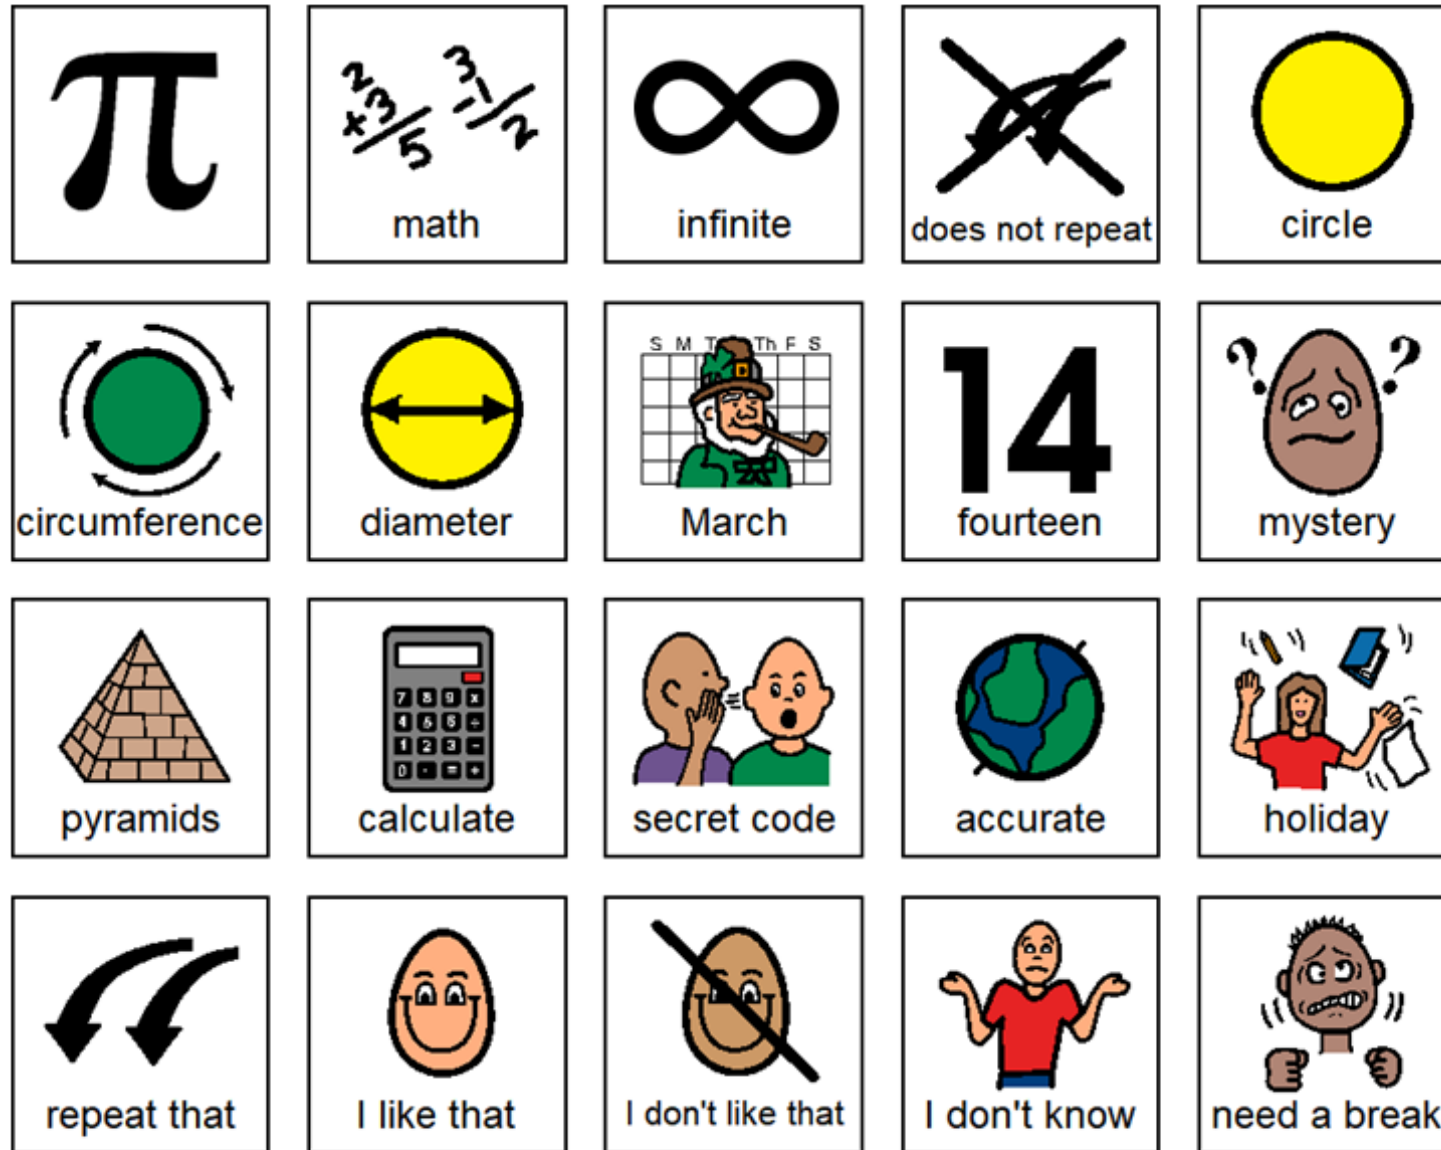 π
2
+3
5
3
-1
2
math
infinite
does not repeat
circle
circumference
diameter
S M T Th F S
March
14
fourteen
? ?
mystery
pyramids
7 8 9 x
4 5 6 ÷
1 2 3 -
0 . = +
calculate
secret code
accurate
holiday
repeat that
I like that
I don't like that
I don't know
need a break